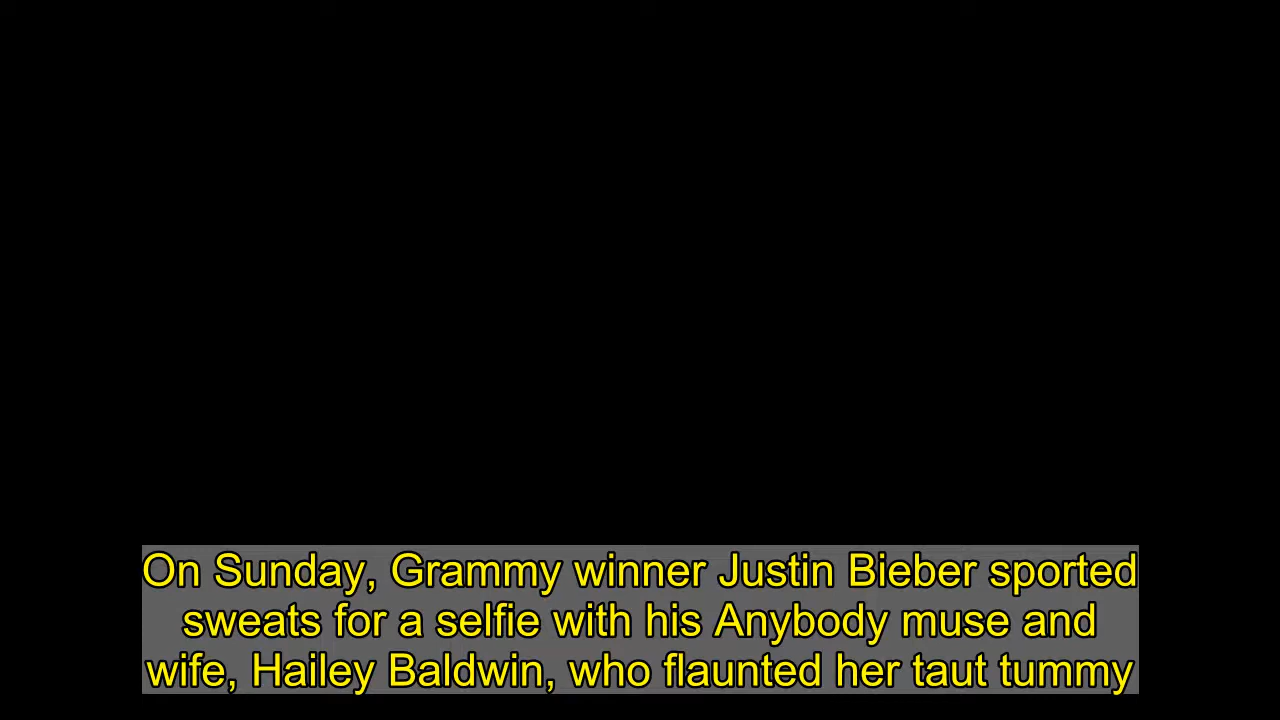 On Sunday, Grammy winner Justin Bieber sported
sweats for a selfie with his Anybody muse and
wife, Hailey Baldwin, who flaunted her taut tummy